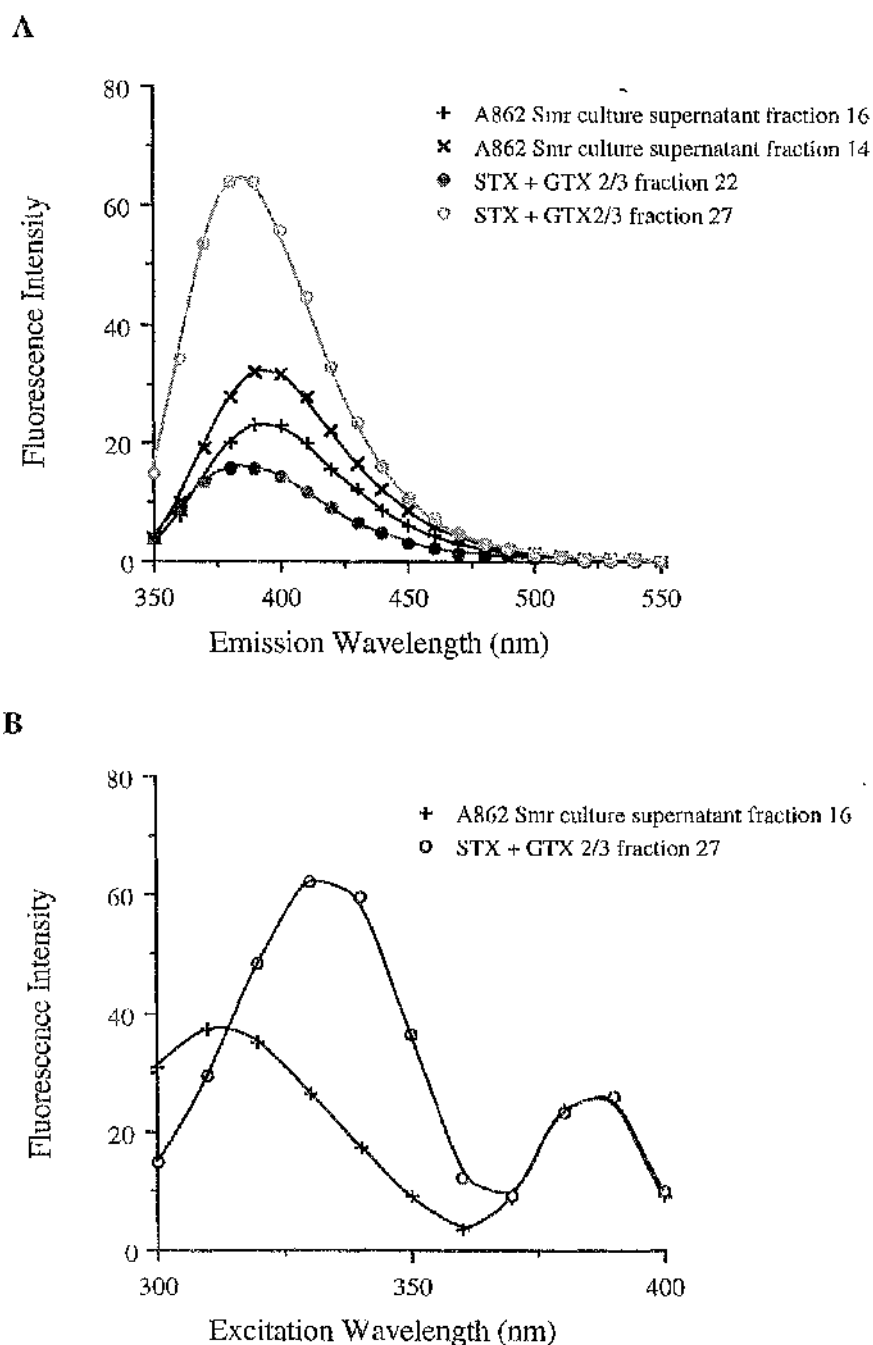 A
80
60
40
20
0
Fluorescence Intensity
+ A862 Smr culture supernatant fraction 16
× A862 Smr culture supernatant fraction 14
STX + GTX 2/3 fraction 22
STX + GTX2/3 fraction 27
350 400 450 500 550
Emission Wavelength (nm)
B
80
60
40
20
0
Fluorescence Intensity
+ A862 Smr culture supernatant fraction 16
STX + GTX 2/3 fraction 27
300 350 400
Excitation Wavelength (nm)